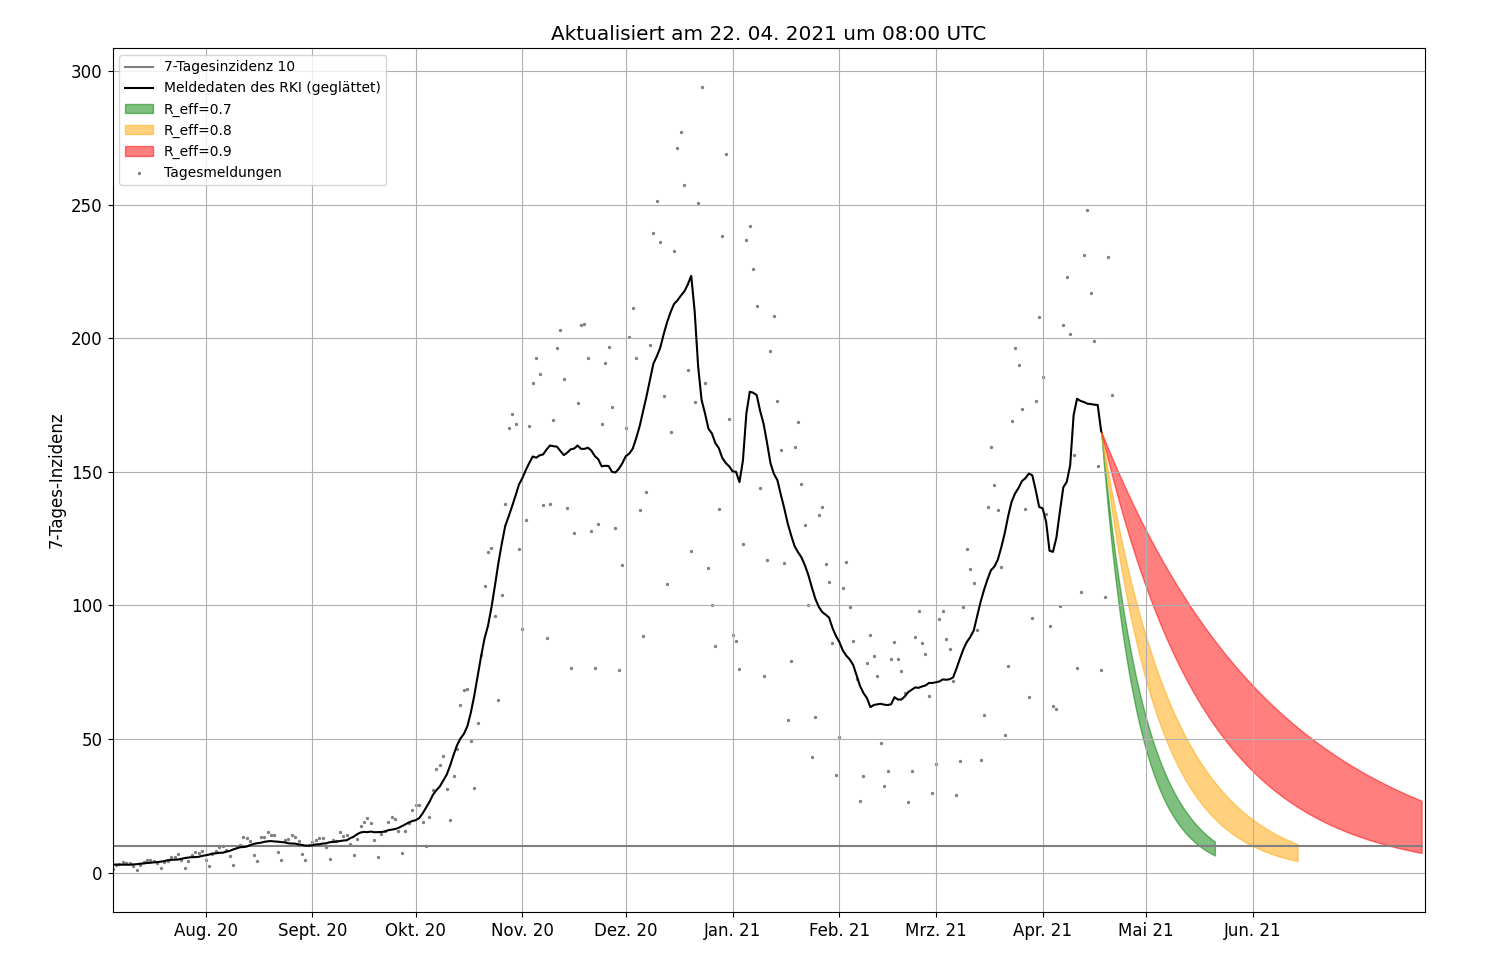 Aktualisiert am 22. 04. 2021 um 08:00 UTC
7-Tagesinzidenz 10
Meldedaten des RKI (geglättet)
R_eff=0.7
R_eff=0.8
R_eff=0.9
Tagesmeldungen
7-Tages-Inzidenz
300
250
200
150
100
50
0
Aug. 20
Sept. 20
Okt. 20
Nov. 20
Dez. 20
Jan. 21
Feb. 21
Mrz. 21
Apr. 21
Mai 21
Jun. 21